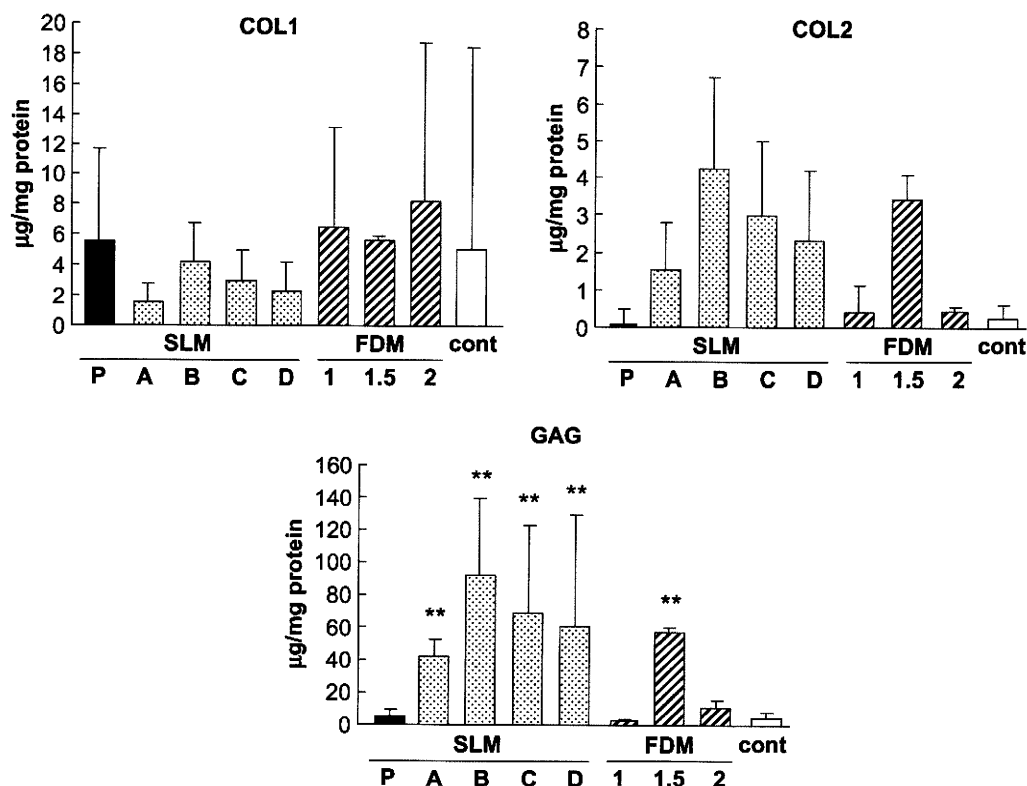 COL1
µg/mg protein
20
18
16
14
12
10
8
6
4
2
0
SLM FDM cont
P A B C D 1 1.5 2
COL2
µg/mg protein
8
7
6
5
4
3
2
1
0
SLM FDM cont
P A B C D 1 1.5 2
GAG
µg/mg protein
160
140
120
100
80
60
40
20
0
** ** ** ** **
SLM FDM cont
P A B C D 1 1.5 2